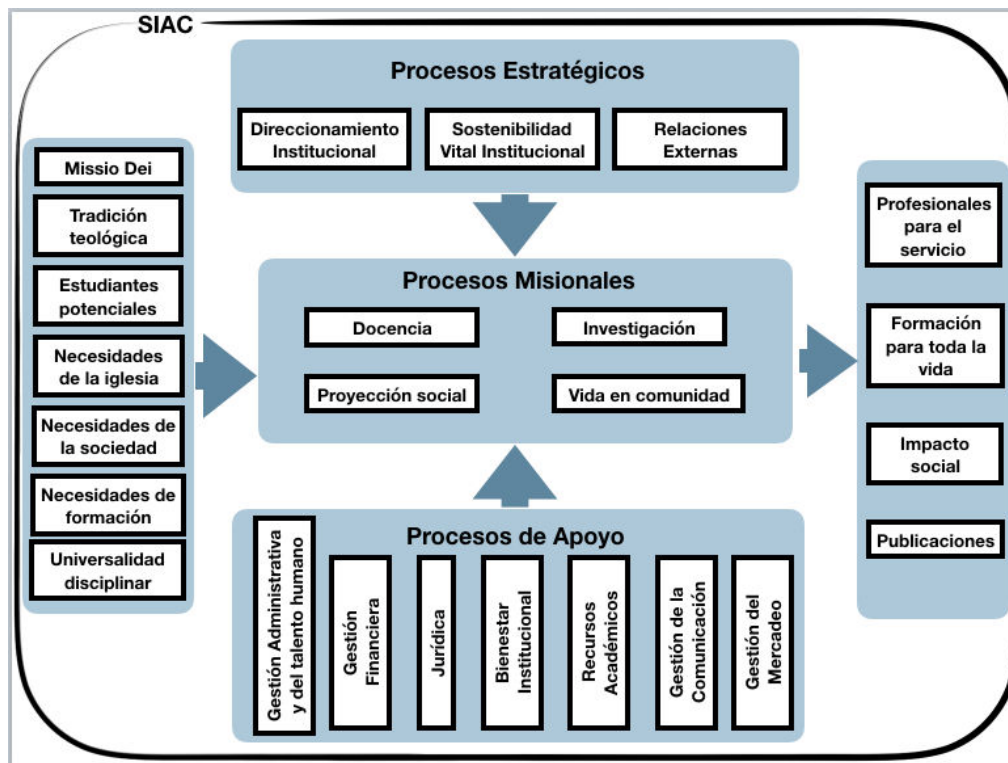 SIAC
Procesos Estratégicos
Direccionamiento
Institucional
Sostenibilidad
Vital Institucional
Relaciones
Externas
Missio Dei
Tradición
teológica
Estudiantes
potenciales
Necesidades
de la iglesia
Necesidades de
la sociedad
Necesidades de
formación
Universalidad
disciplinar
Procesos Misionales
Docencia
Investigación
Proyección social
Vida en comunidad
Procesos de Apoyo
Gestión Administrativa
y del talento humano
Gestión
Financiera
Jurídica
Bienestar
Institucional
Recursos
Académicos
Gestión de la
Comunicación
Gestión del
Mercadeo
Profesionales
para el
servicio
Formación
para toda la
vida
Impacto
social
Publicaciones